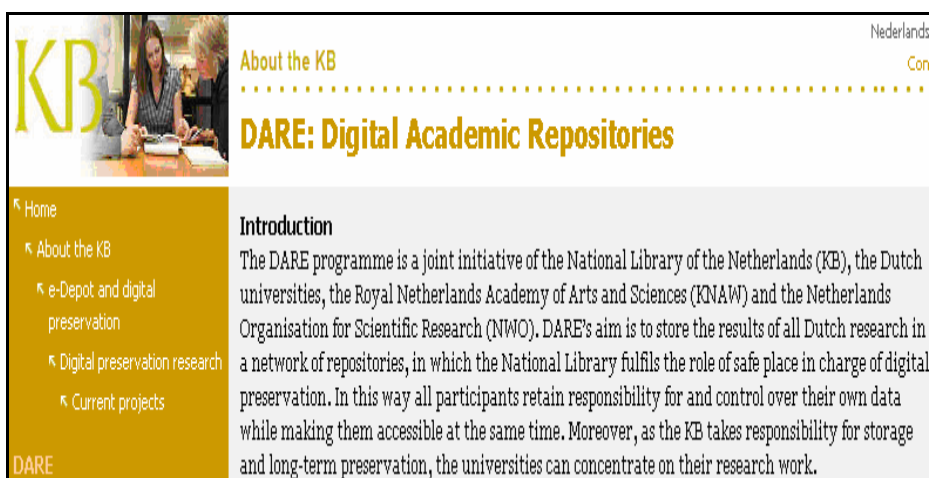 KB
Nederlands
About the KB
Con
DARE: Digital Academic Repositories
Home
About the KB
e-Depot and digital
preservation
Digital preservation research
Current projects
DARE
Introduction
The DARE programme is a joint initiative of the National Library of the Netherlands (KB), the Dutch
universities, the Royal Netherlands Academy of Arts and Sciences (KNAW) and the Netherlands
Organisation for Scientific Research (NWO). DARE's aim is to store the results of all Dutch research in
a network of repositories, in which the National Library fulfils the role of safe place in charge of digital
preservation. In this way all participants retain responsibility for and control over their own data
while making them accessible at the same time. Moreover, as the KB takes responsibility for storage
and long-term preservation, the universities can concentrate on their research work.